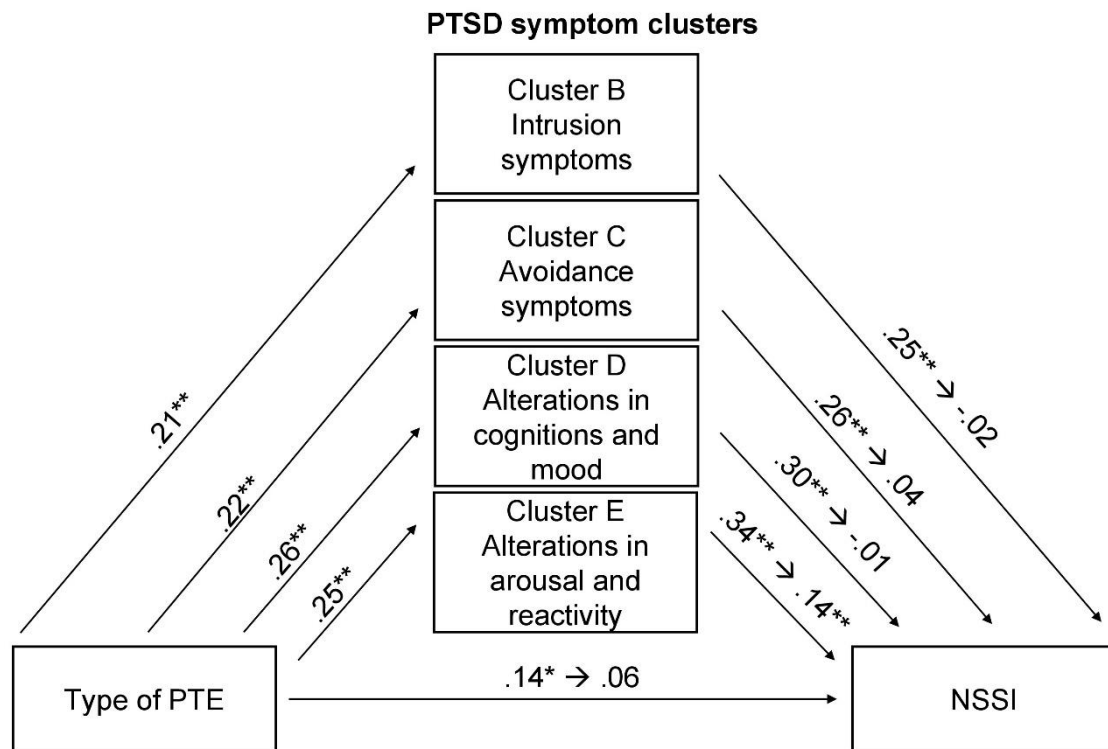 PTSD symptom clusters
Cluster B
Intrusion
symptoms
Cluster C
Avoidance
symptoms
Cluster D
Alterations in
cognitions and
mood
Cluster E
Alterations in
arousal and
reactivity
.21**
.22**
.26**
.25**
.25** → -.02
.26** → .04
.30** → -.01
.34** → .14**
.14* → .06
Type of PTE
NSSI